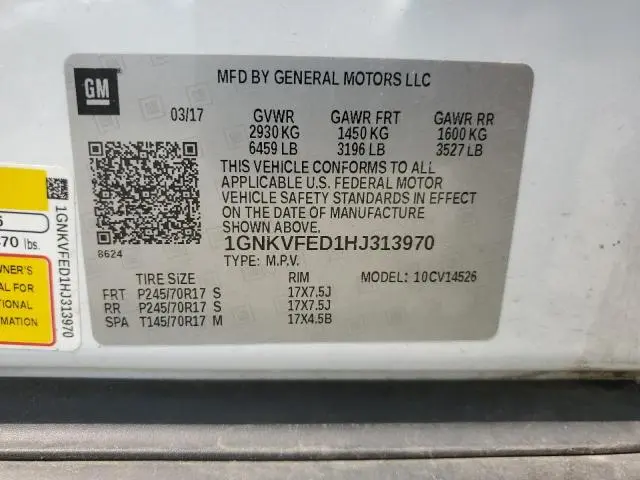 GM
MFD BY GENERAL MOTORS LLC
03/17 GVWR GAWR FRT GAWR RR
2930 KG 1450 KG 1600 KG
6459 LB 3196 LB 3527 LB
THIS VEHICLE CONFORMS TO ALL
APPLICABLE U.S. FEDERAL MOTOR
VEHICLE SAFETY STANDARDS IN EFFECT
ON THE DATE OF MANUFACTURE
SHOWN ABOVE.
1GNKVFED1HJ313970
8624
TYPE: M.P.V. MODEL: 10CV14526
TIRE SIZE RIM
FRT P245/70R17 S 17X7.5J
RR P245/70R17 S 17X7.5J
SPA T145/70R17 M 17X4.5B
lbs.
FOR
1GNKVFED1HJ313970